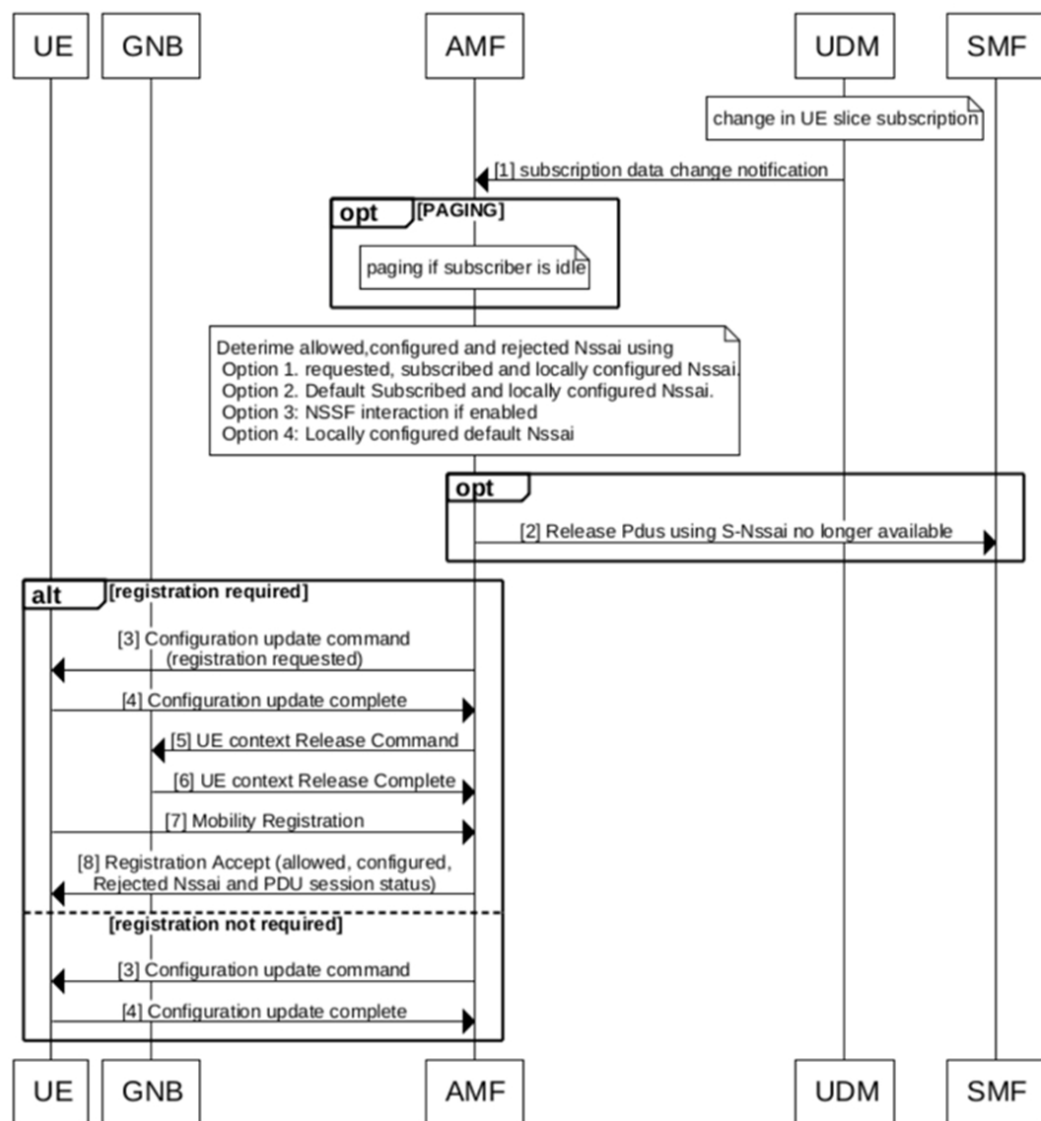 UE GNB AMF UDM SMF
change in UE slice subscription
[1] subscription data change notification
opt [PAGING]
paging if subscriber is idle
Deterime allowed,configured and rejected Nssai using
Option 1. requested, subscribed and locally configured Nssai.
Option 2. Default Subscribed and locally configured Nssai.
Option 3: NSSF interaction if enabled
Option 4: Locally configured default Nssai
opt
[2] Release Pdus using S-Nssai no longer available
alt [registration required]
[3] Configuration update command
(registration requested)
[4] Configuration update complete
[5] UE context Release Command
[6] UE context Release Complete
[7] Mobility Registration
[8] Registration Accept (allowed, configured,
Rejected Nssai and PDU session status)
[registration not required]
[3] Configuration update command
[4] Configuration update complete
UE GNB AMF UDM SMF